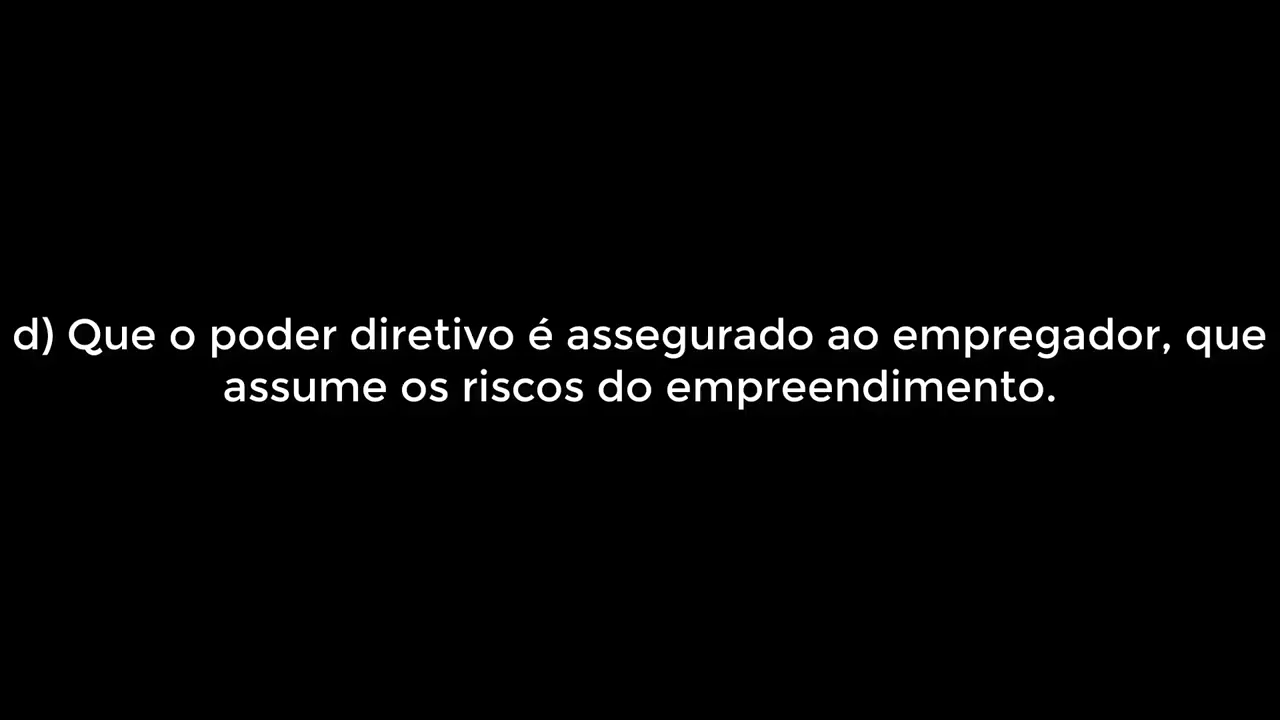 d) Que o poder diretivo é assegurado ao empregador, que
assume os riscos do empreendimento.